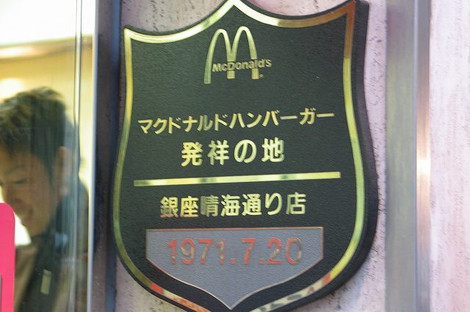 McDonald's
マクドナルドハンバーガー
発祥の地
銀座晴海通り店
1971.7.20